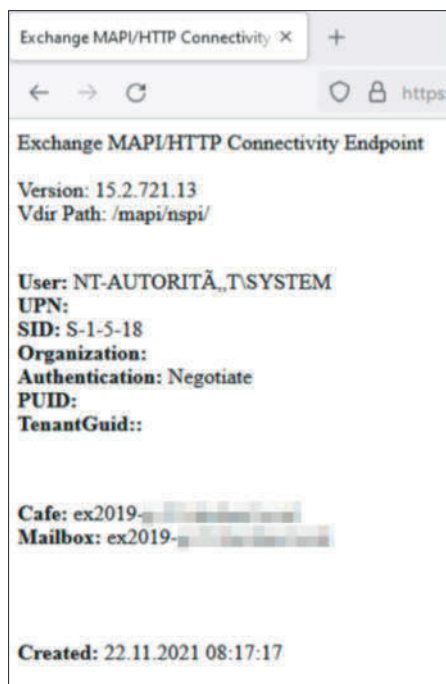 Exchange MAPI/HTTP Connectivity
https
Exchange MAPI/HTTP Connectivity Endpoint
Version: 15.2.721.13
Vdir Path: /mapi/nspi/
User: NT-AUTORITÃ„T\SYSTEM
UPN:
SID: S-1-5-18
Organization:
Authentication: Negotiate
PUID:
TenantGuid::
Cafe: ex2019-
Mailbox: ex2019-
Created: 22.11.2021 08:17:17